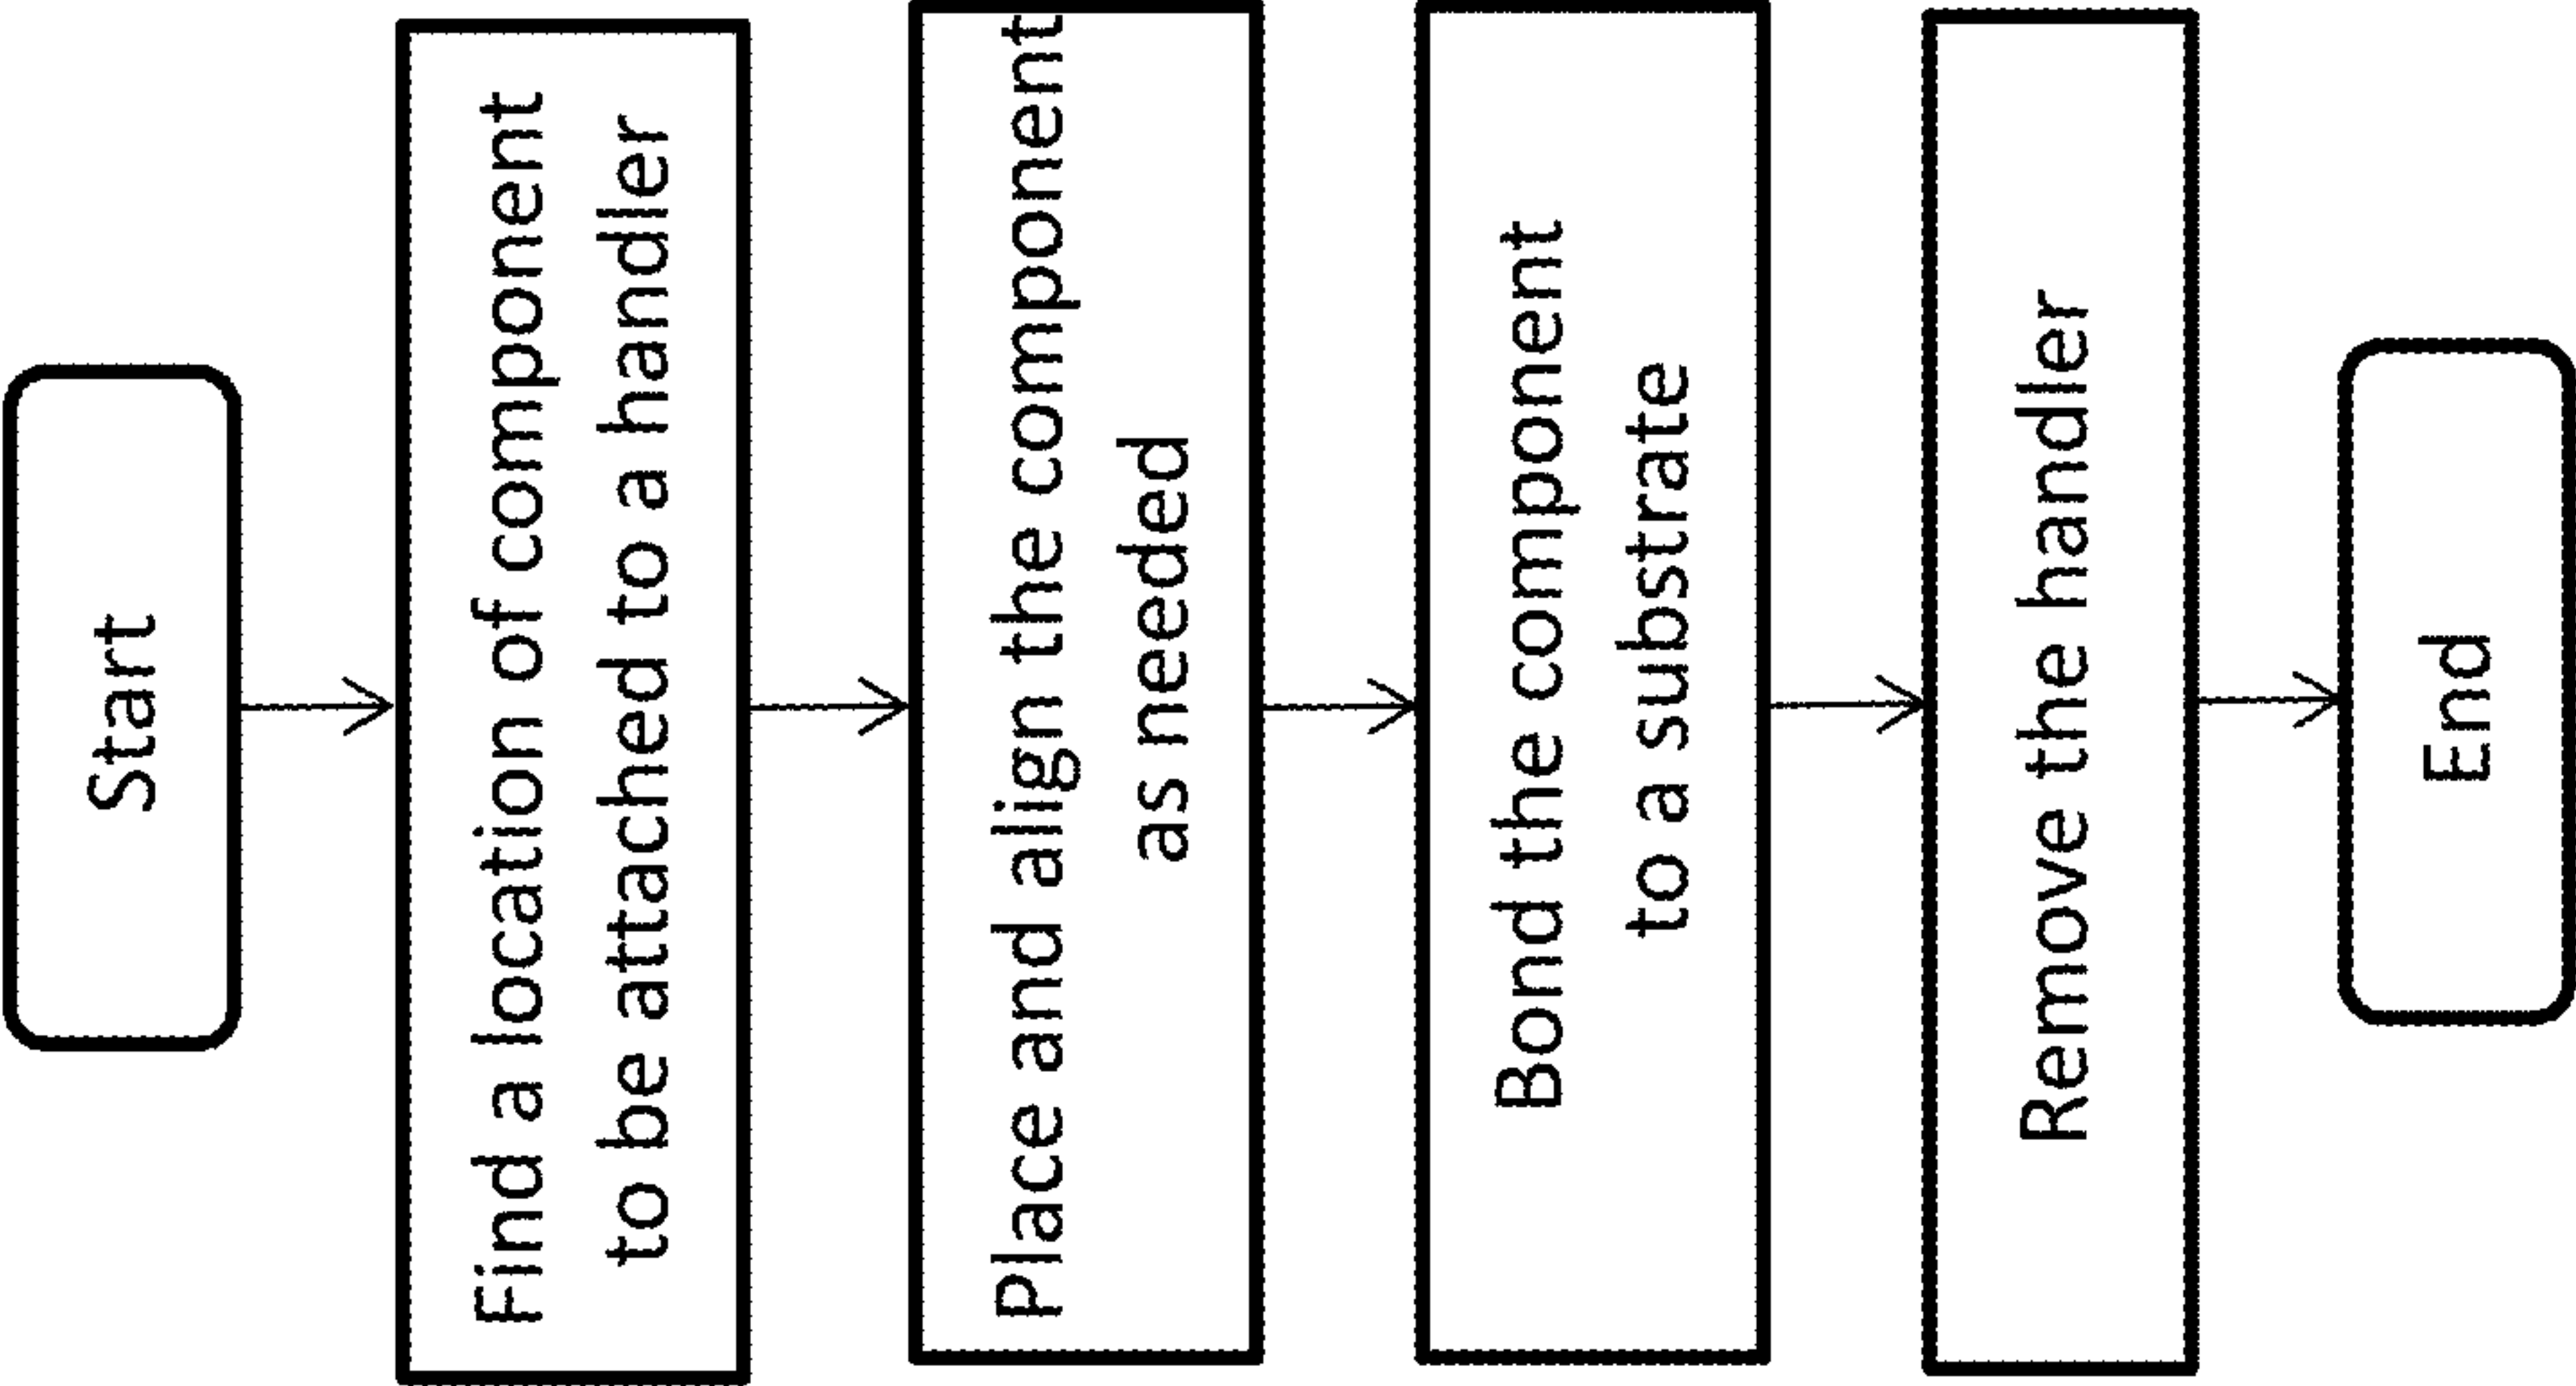 Start
Find a location of component
to be attached to a handler
Place and align the component
as needed
Bond the component
to a substrate
Remove the handler
End